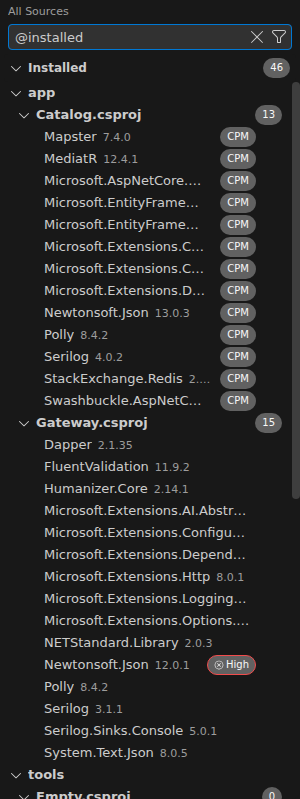 All Sources
@installed
Installed 46
app
Catalog.csproj 13
Mapster 7.4.0 CPM
MediatR 12.4.1 CPM
Microsoft.AspNetCore.... CPM
Microsoft.EntityFrame... CPM
Microsoft.EntityFrame... CPM
Microsoft.Extensions.C... CPM
Microsoft.Extensions.C... CPM
Microsoft.Extensions.D... CPM
Newtonsoft.Json 13.0.3 CPM
Polly 8.4.2 CPM
Serilog 4.0.2 CPM
StackExchange.Redis 2.... CPM
Swashbuckle.AspNetC... CPM
Gateway.csproj 15
Dapper 2.1.35
FluentValidation 11.9.2
Humanizer.Core 2.14.1
Microsoft.Extensions.AI.Abstr...
Microsoft.Extensions.Configu...
Microsoft.Extensions.Depend...
Microsoft.Extensions.Http 8.0.1
Microsoft.Extensions.Logging...
Microsoft.Extensions.Options....
NETStandard.Library 2.0.3
Newtonsoft.Json 12.0.1 High
Polly 8.4.2
Serilog 3.1.1
Serilog.Sinks.Console 5.0.1
System.Text.Json 8.0.5
tools
Empty.csproj 0